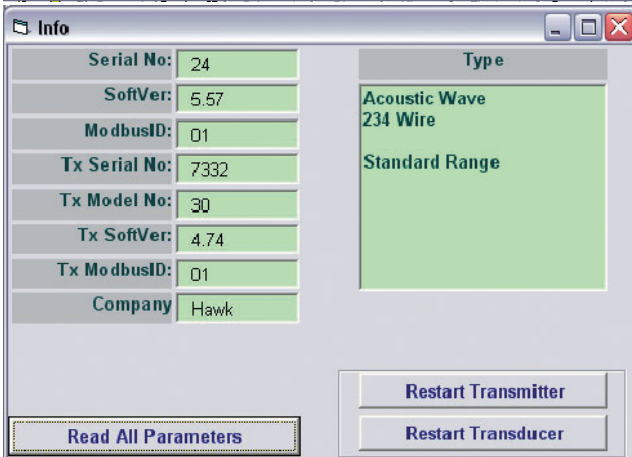 Info
Serial No: 24
SoftVer: 5.57
ModbusID: 01
Tx Serial No: 7332
Tx Model No: 30
Tx SoftVer: 4.74
Tx ModbusID: 01
Company Hawk
Type
Acoustic Wave
234 Wire
Standard Range
Read All Parameters
Restart Transmitter
Restart Transducer